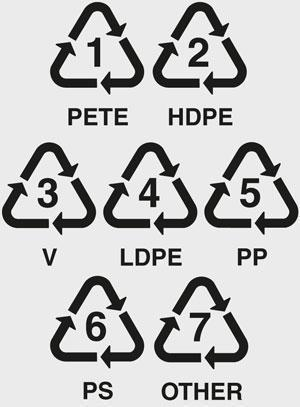 1 2
PETE HDPE
3 4 5
V LDPE PP
6 7
PS OTHER